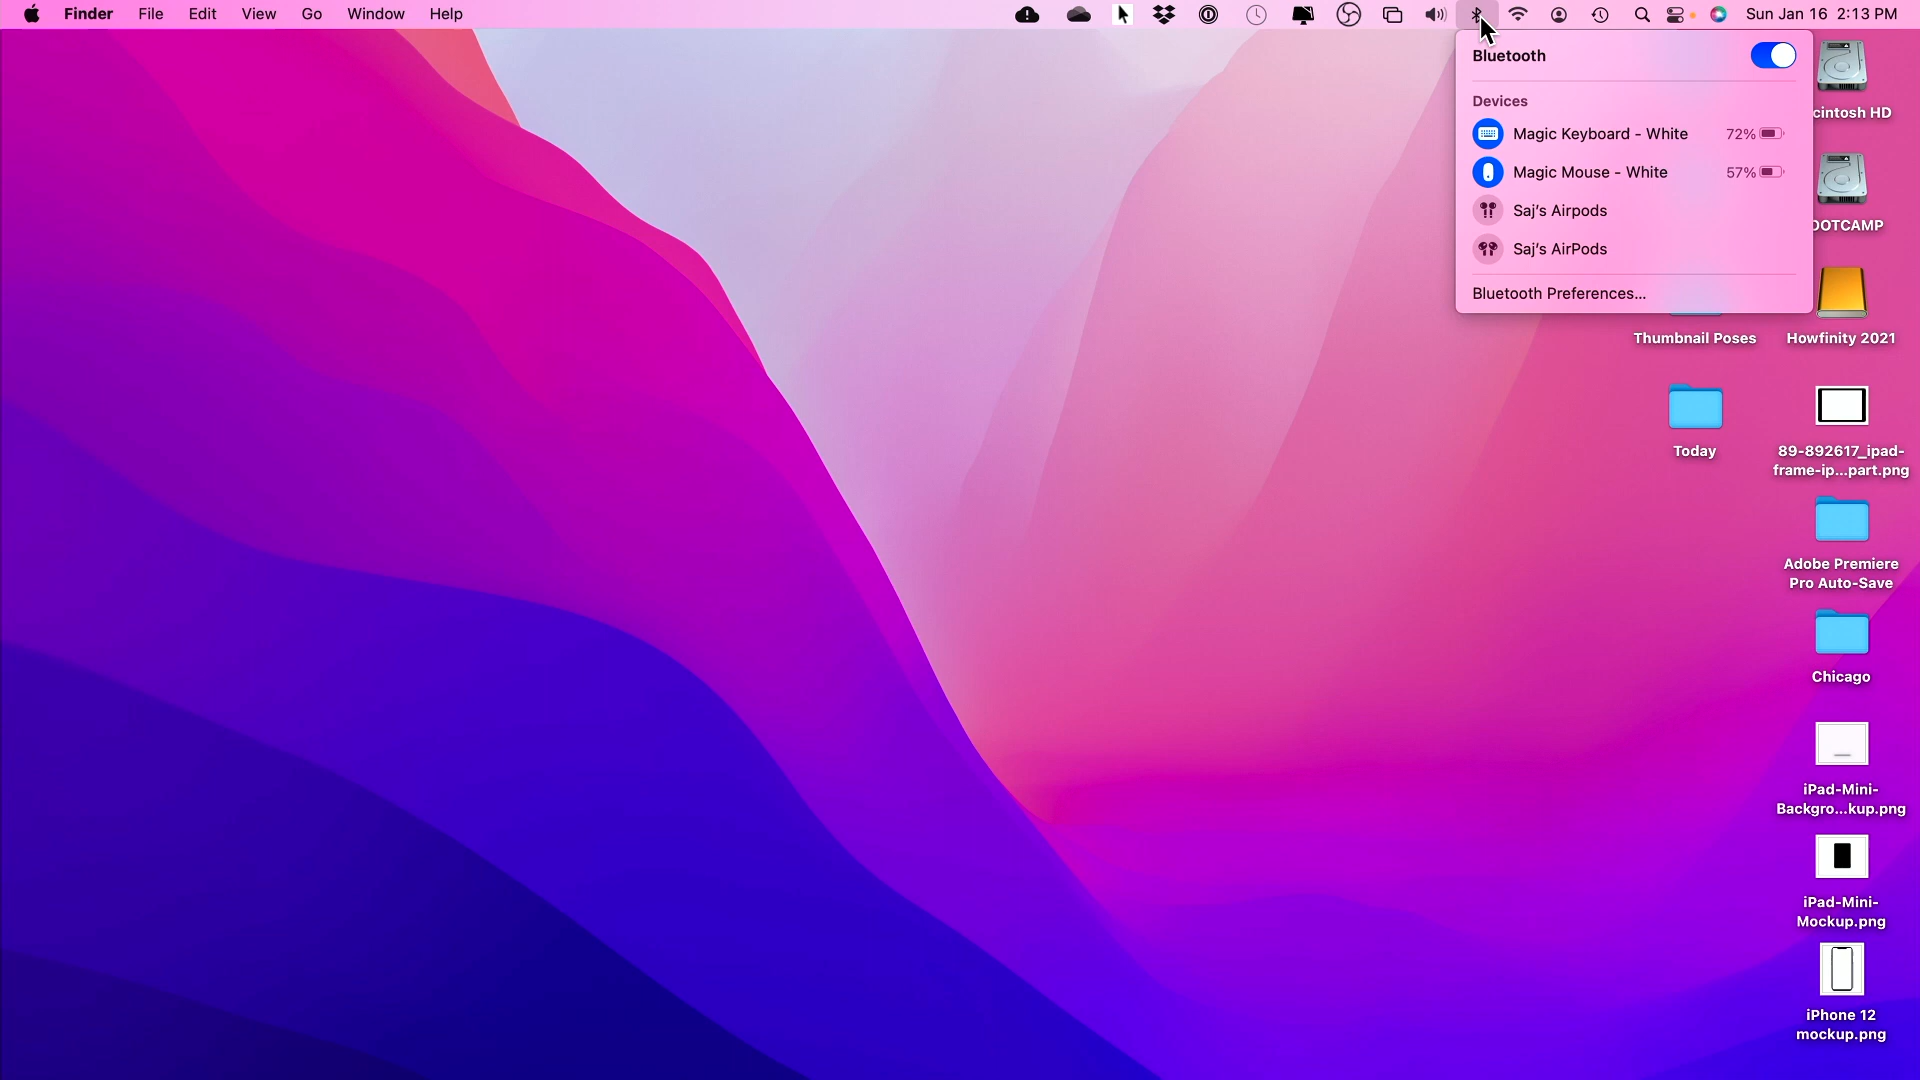 Finder File Edit View Go Window Help Sun Jan 16 2:13 PM
Bluetooth
Devices
Magic Keyboard - White 72%
Magic Mouse - White 57%
Saj's Airpods
Saj's AirPods
Bluetooth Preferences...
cintosh HD
OOTCAMP
Thumbnail Poses
Howfinity 2021
Today
89-892617_ipad-
frame-ip...part.png
Adobe Premiere
Pro Auto-Save
Chicago
iPad-Mini-
Backgro...kup.png
iPad-Mini-
Mockup.png
iPhone 12
mockup.png